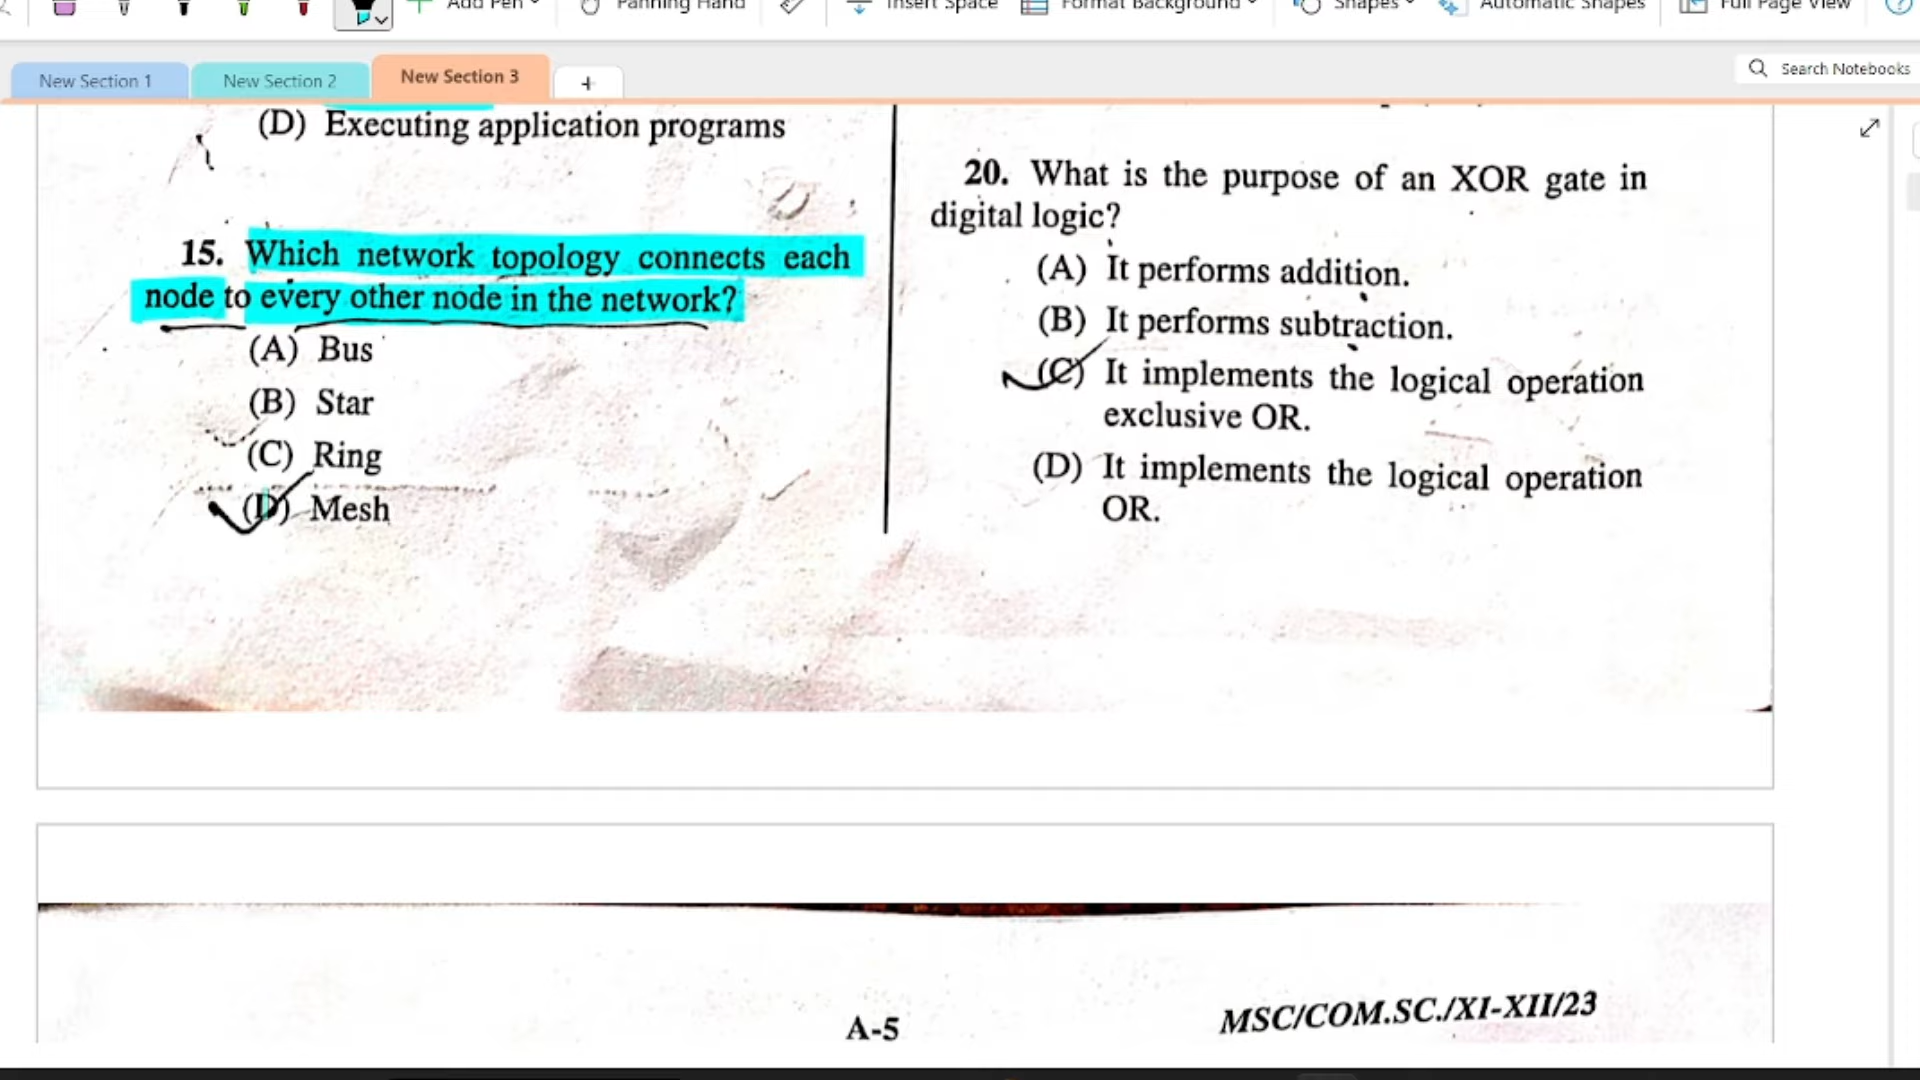 Add Pen
Panning Hand
Insert Space
Format Background
Shapes
Automatic Shapes
Full Page View
New Section 1
New Section 2
New Section 3
+
Search Notebooks
(D) Executing application programs
15. Which network topology connects each
node to every other node in the network?
(A) Bus
(B) Star
(C) Ring
(D) Mesh
20. What is the purpose of an XOR gate in
digital logic?
(A) It performs addition.
(B) It performs subtraction.
(C) It implements the logical operation
exclusive OR.
(D) It implements the logical operation
OR.
A-5
MSC/COM.SC./XI-XII/23